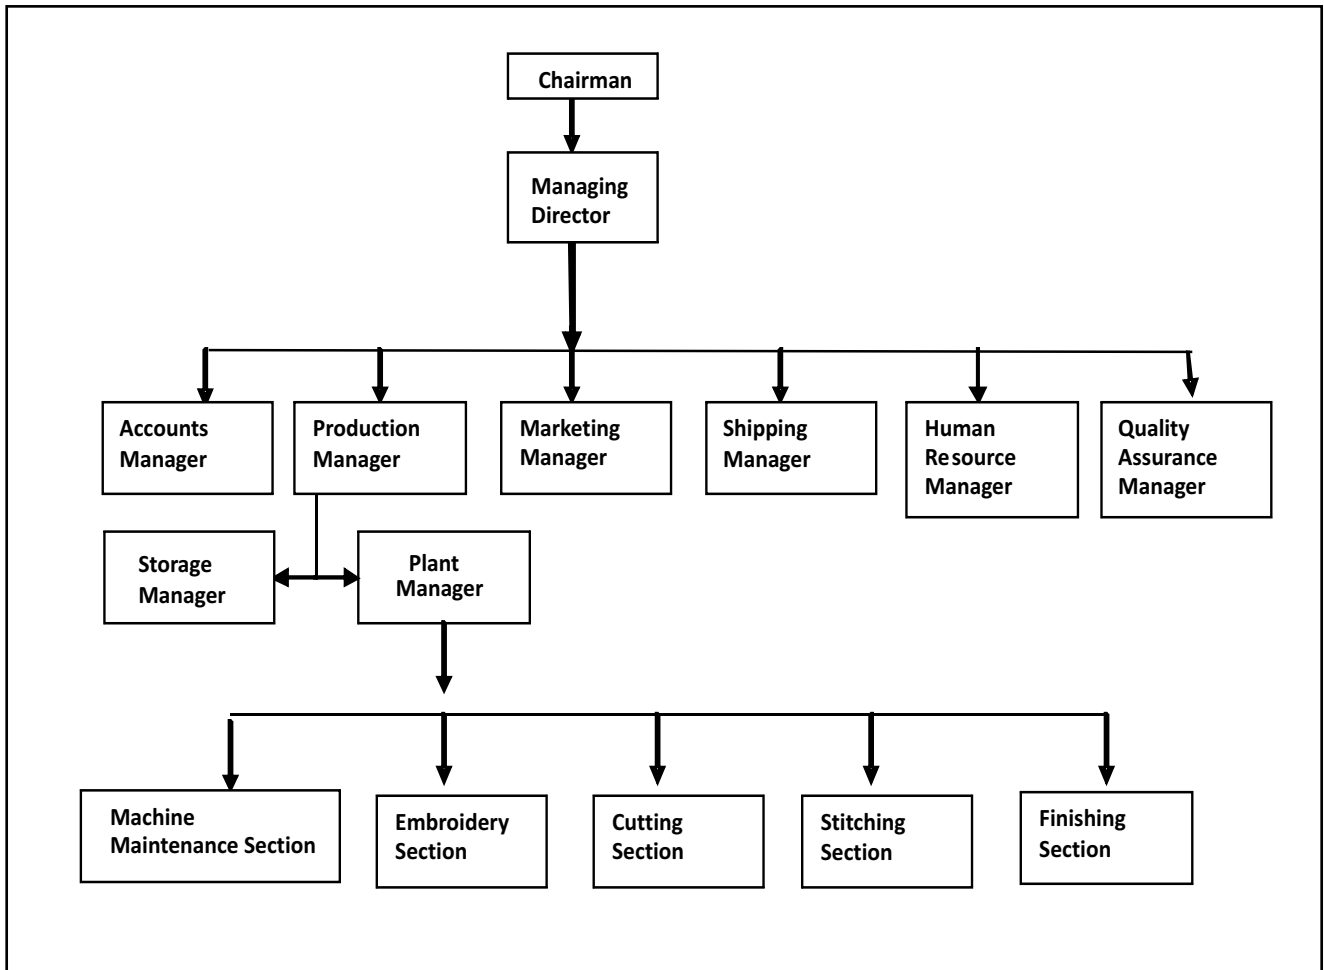 Chairman
Managing
Director
Accounts
Manager
Production
Manager
Marketing
Manager
Shipping
Manager
Human
Resource
Manager
Quality
Assurance
Manager
Storage
Manager
Plant
Manager
Machine
Maintenance Section
Embroidery
Section
Cutting
Section
Stitching
Section
Finishing
Section